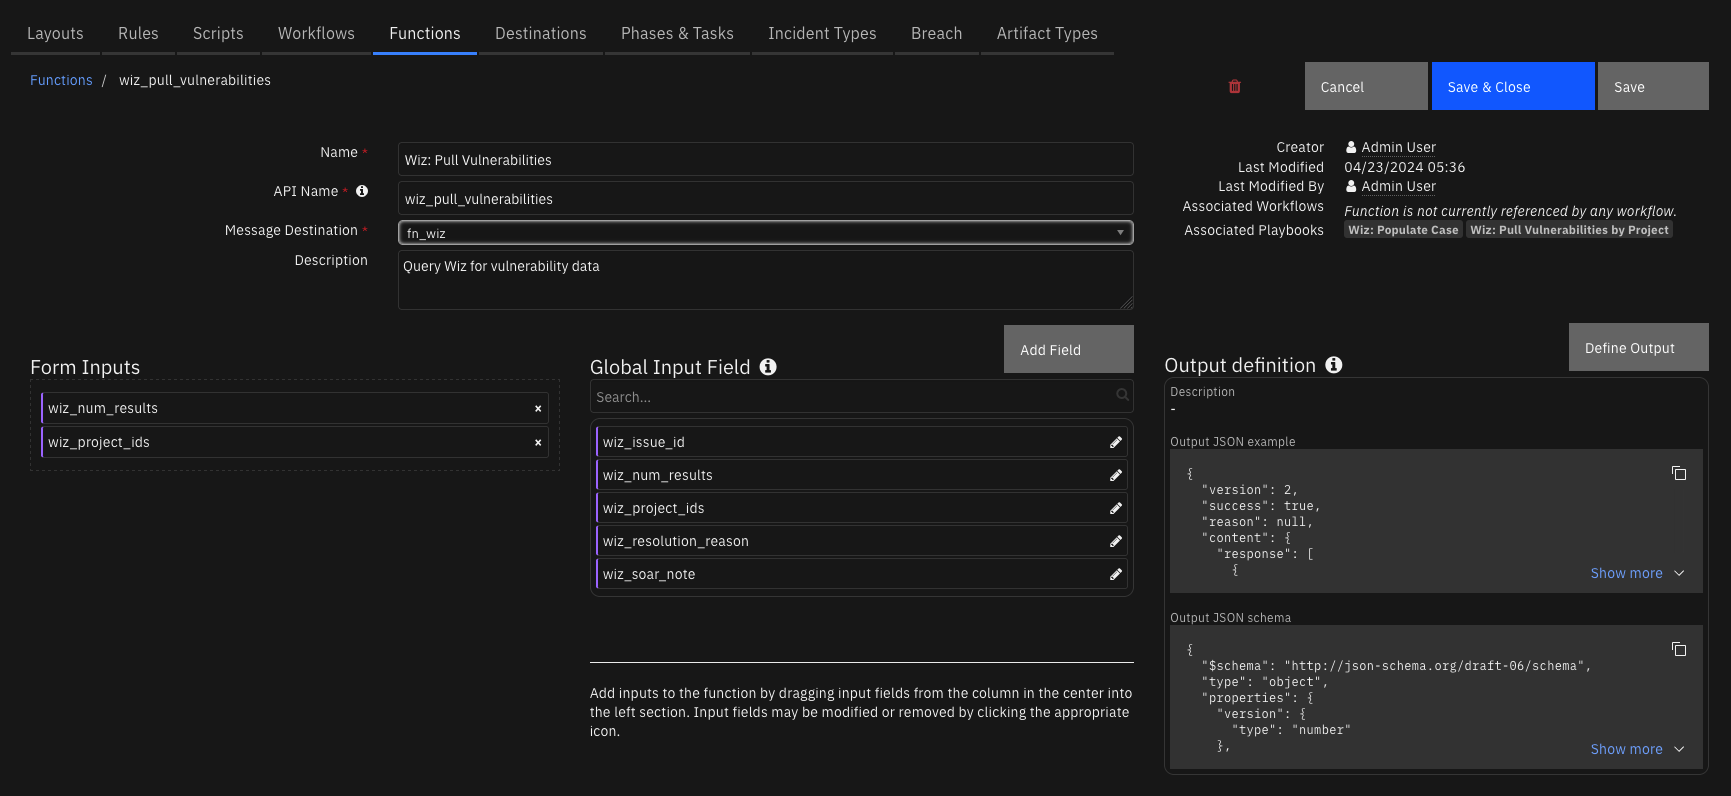 Layouts Rules Scripts Workflows Functions Destinations Phases & Tasks Incident Types Breach Artifact Types
Functions / wiz_pull_vulnerabilities
Cancel Save & Close Save
Name * Wiz: Pull Vulnerabilities
API Name * wiz_pull_vulnerabilities
Message Destination * fn_wiz
Description Query Wiz for vulnerability data
Creator Admin User
Last Modified 04/23/2024 05:36
Last Modified By Admin User
Associated Workflows Function is not currently referenced by any workflow.
Associated Playbooks Wiz: Populate Case Wiz: Pull Vulnerabilities by Project
Form Inputs
wiz_num_results ×
wiz_project_ids ×
Global Input Field
Add Field
Search...
wiz_issue_id
wiz_num_results
wiz_project_ids
wiz_resolution_reason
wiz_soar_note
Add inputs to the function by dragging input fields from the column in the center into
the left section. Input fields may be modified or removed by clicking the appropriate
icon.
Output definition
Define Output
Description
-
Output JSON example
{
"version": 2,
"success": true,
"reason": null,
"content": {
"response": [
{
Show more
Output JSON schema
{
"$schema": "http://json-schema.org/draft-06/schema",
"type": "object",
"properties": {
"version": {
"type": "number"
},
Show more